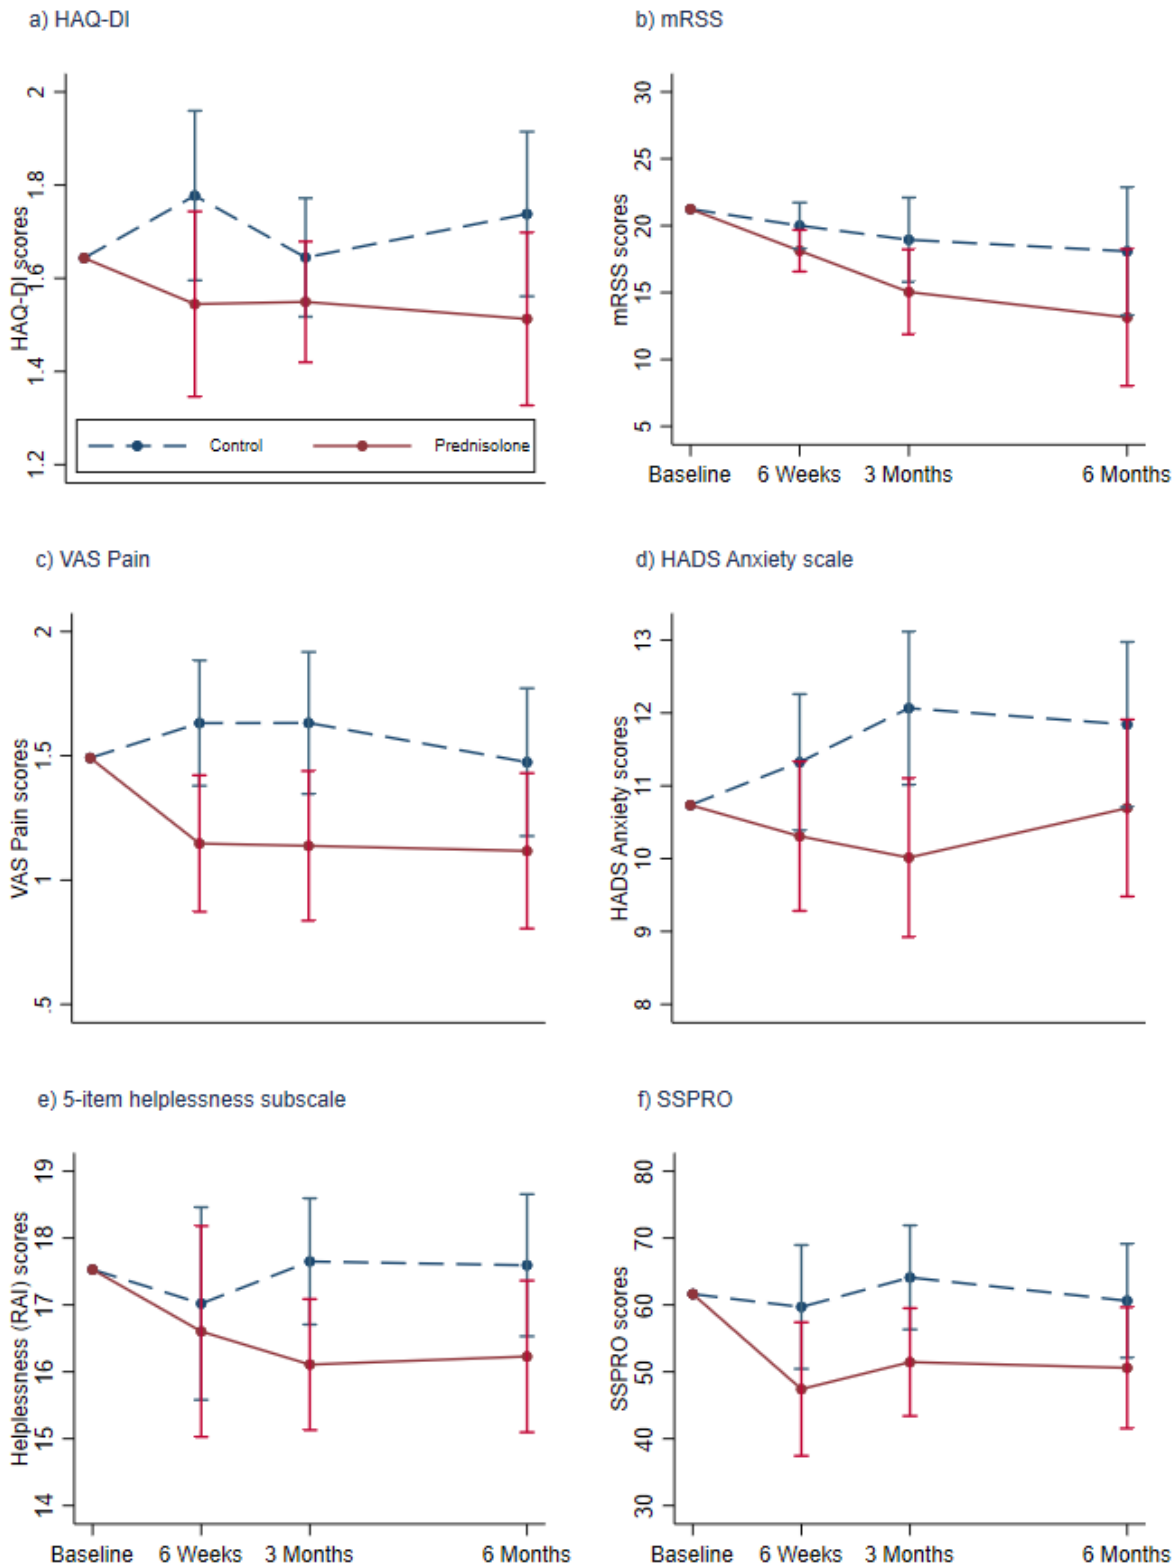 a) HAQ-DI
HAQ-DI scores
2
1.8
1.6
1.4
1.2
Control
Prednisolone
b) mRSS
mRSS scores
30
25
20
15
10
5
Baseline 6 Weeks 3 Months 6 Months
c) VAS Pain
VAS Pain scores
2
1.5
1
.5
d) HADS Anxiety scale
HADS Anxiety scores
13
12
11
10
9
8
e) 5-item helplessness subscale
Helplessness (RAI) scores
19
18
17
16
15
14
Baseline 6 Weeks 3 Months 6 Months
f) SSPRO
SSPRO scores
80
70
60
50
40
30
Baseline 6 Weeks 3 Months 6 Months